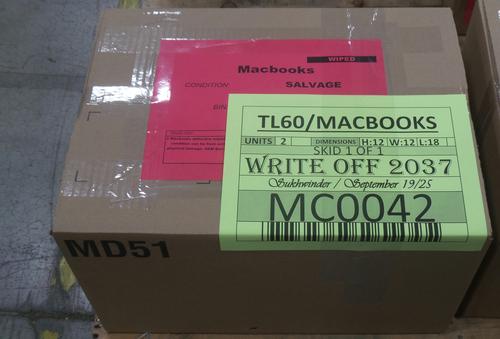 WIPED
Macbooks
CONDITION
SALVAGE
BIN
TL60/MACBOOKS
UNITS 2 DIMENSIONS H:12 W:12 L:18
SKID 1 OF 1
WRITE OFF 2037
Sukhwinder / September 19/25
MC0042
MD51